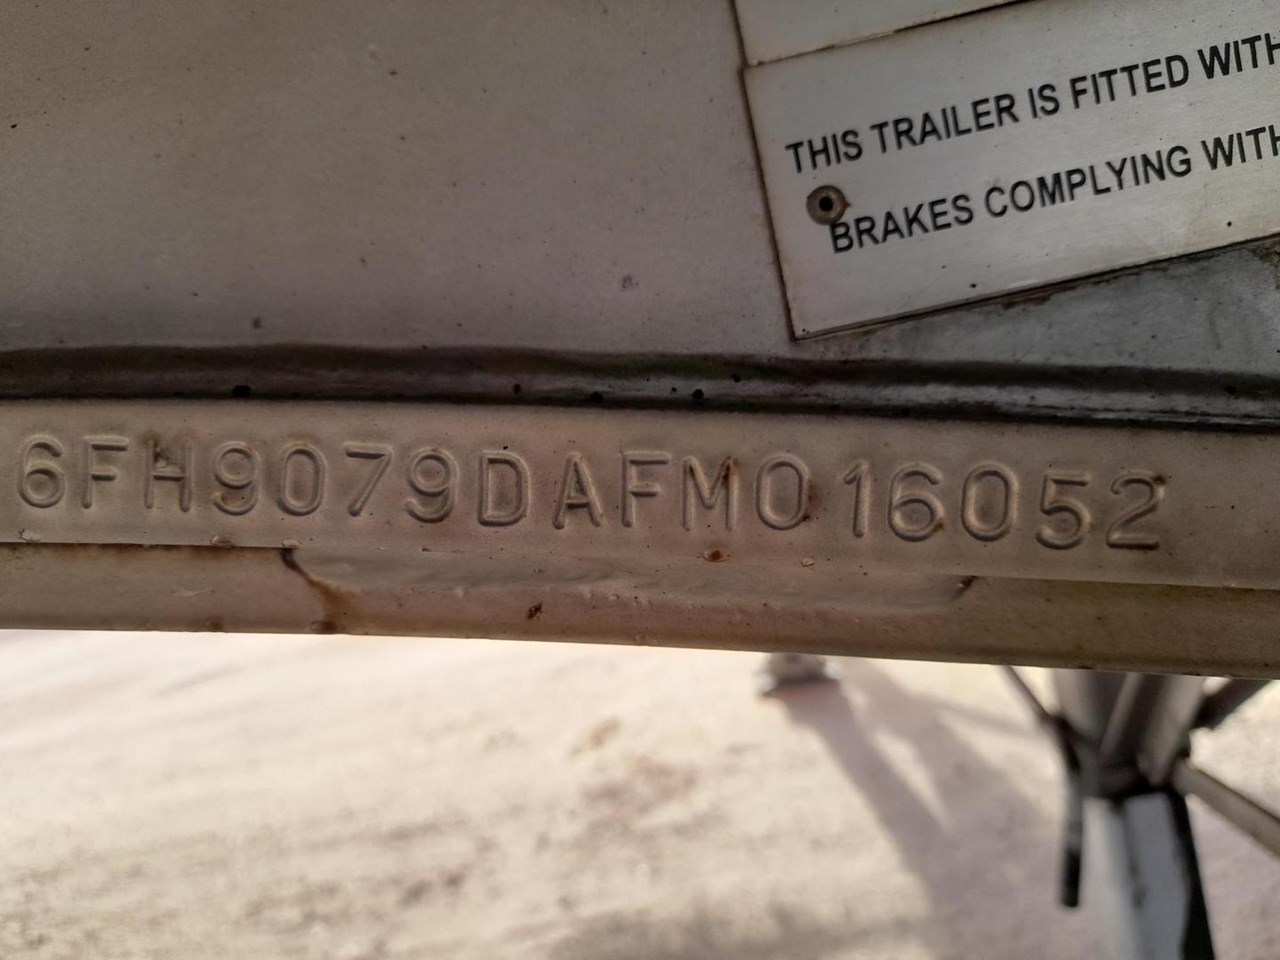 THIS TRAILER IS FITTED WITH
BRAKES COMPLYING WITH
6FH9079DAFM016052